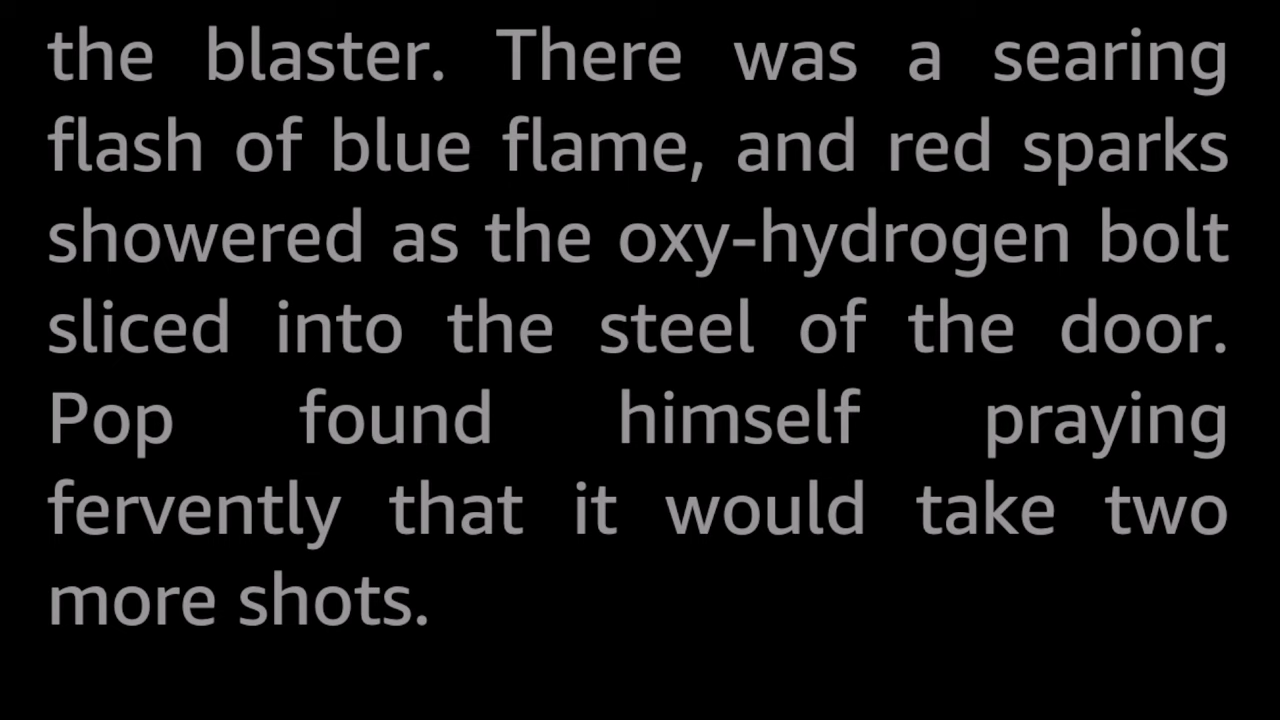 the blaster. There was a searing
flash of blue flame, and red sparks
showered as the oxy-hydrogen bolt
sliced into the steel of the door.
Pop found himself praying
fervently that it would take two
more shots.